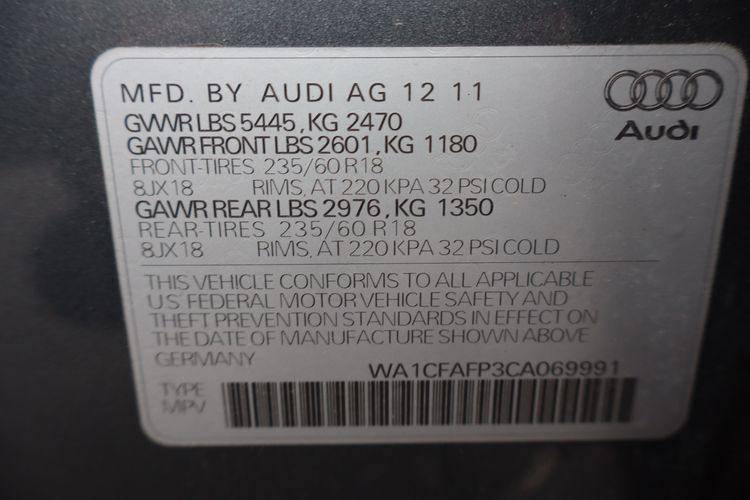 MFD. BY AUDI AG 12 11
Audi
GVWR LBS 5445, KG 2470
GAWR FRONT LBS 2601, KG 1180
FRONT-TIRES 235/60 R18
8JX18 RIMS, AT 220 KPA 32 PSI COLD
GAWR REAR LBS 2976, KG 1350
REAR-TIRES 235/60 R18
8JX18 RIMS, AT 220 KPA 32 PSI COLD
THIS VEHICLE CONFORMS TO ALL APPLICABLE
U.S. FEDERAL MOTOR VEHICLE SAFETY AND
THEFT PREVENTION STANDARDS IN EFFECT ON
THE DATE OF MANUFACTURE SHOWN ABOVE
GERMANY WA1CFAFP3CA069991
TYPE
MPV